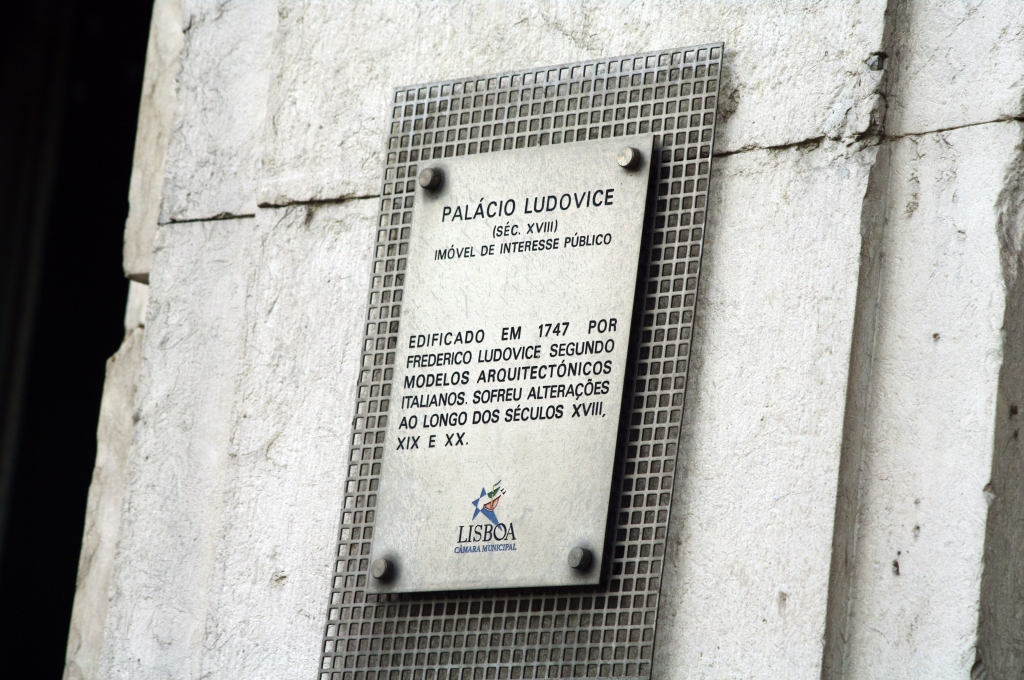 PALÁCIO LUDOVICE
(SÉC. XVIII)
IMÓVEL DE INTERESSE PÚBLICO
EDIFICADO EM 1747 POR
FREDERICO LUDOVICE SEGUNDO
MODELOS ARQUITECTÓNICOS
ITALIANOS. SOFREU ALTERAÇÕES
AO LONGO DOS SÉCULOS XVIII,
XIX E XX.
LISBOA
CÂMARA MUNICIPAL